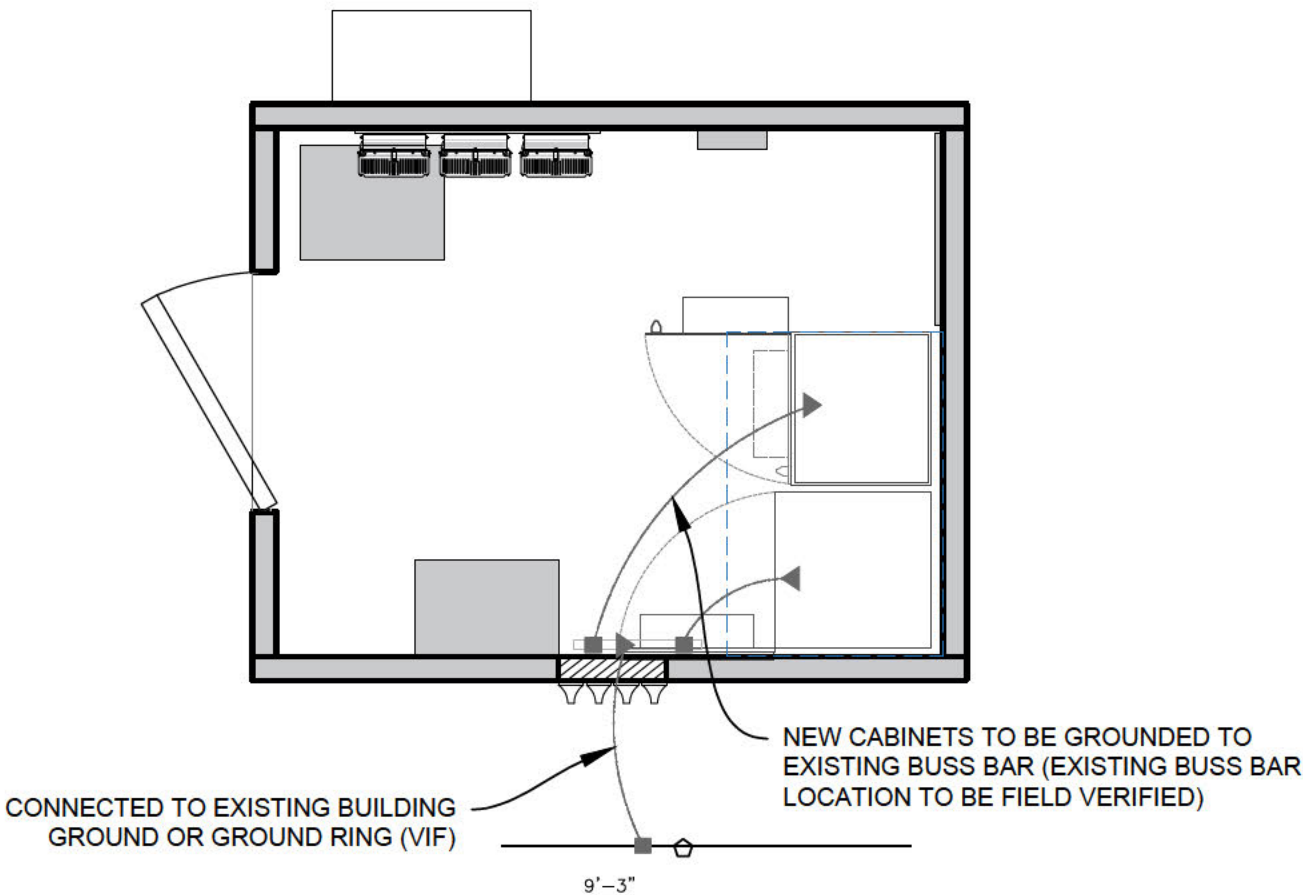 NEW CABINETS TO BE GROUNDED TO
EXISTING BUSS BAR (EXISTING BUSS BAR
LOCATION TO BE FIELD VERIFIED)
CONNECTED TO EXISTING BUILDING
GROUND OR GROUND RING (VIF)
9'-3"